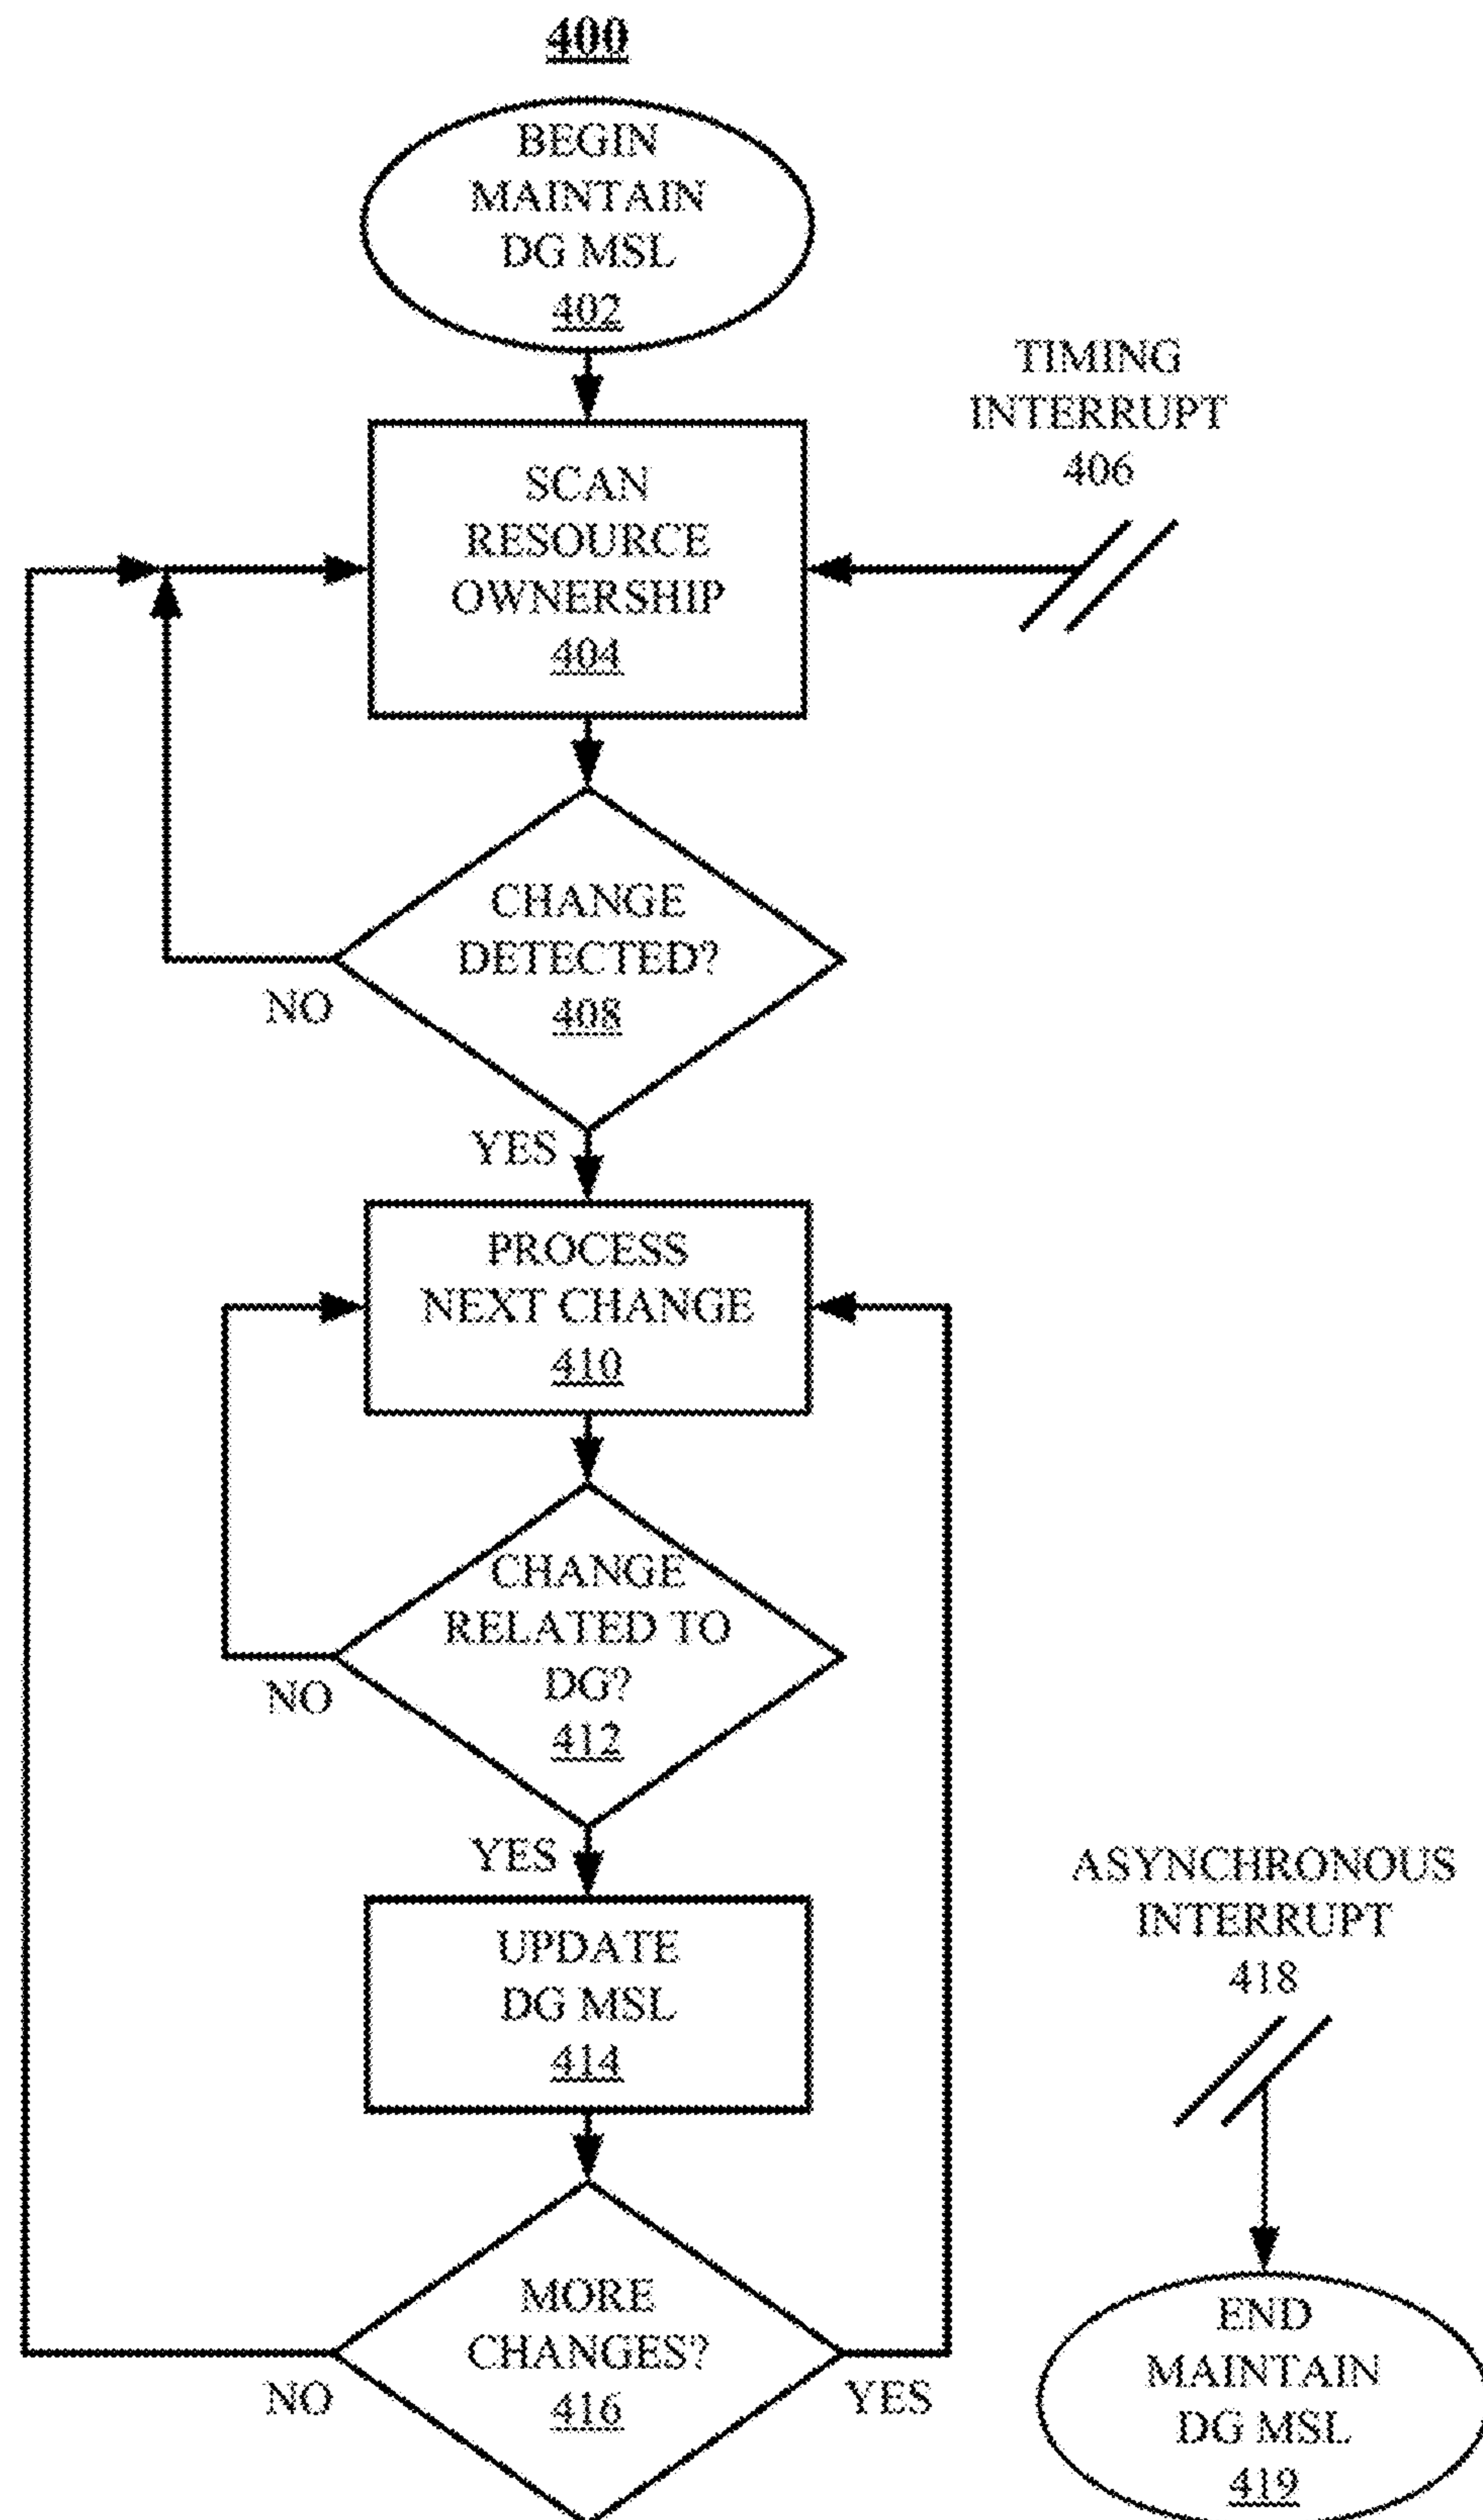 400
BEGIN
MAINTAIN
DG MSL
402
TIMING
INTERRUPT
406
SCAN
RESOURCE
OWNERSHIP
404
CHANGE
DETECTED?
408
NO
YES
PROCESS
NEXT CHANGE
410
CHANGE
RELATED TO
DG?
412
NO
YES
UPDATE
DG MSL
414
ASYNCHRONOUS
INTERRUPT
418
MORE
CHANGES?
416
NO
YES
END
MAINTAIN
DG MSL
419